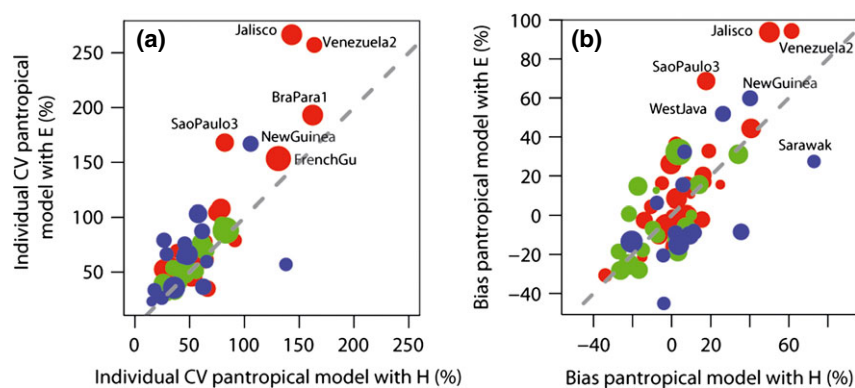 (a)
Jalisco
Venezuela2
BraPara1
SaoPaulo3
NewGuinea
FrenchGu
250
200
150
100
50
0 50 100 150 200 250
Individual CV pantropical
model with E (%)
Individual CV pantropical model with H (%)
(b)
Jalisco
Venezuela2
SaoPaulo3
NewGuinea
WestJava
Sarawak
100
80
60
40
20
0
−20
−40
−40 0 20 60
Bias pantropical model with E (%)
Bias pantropical model with H (%)